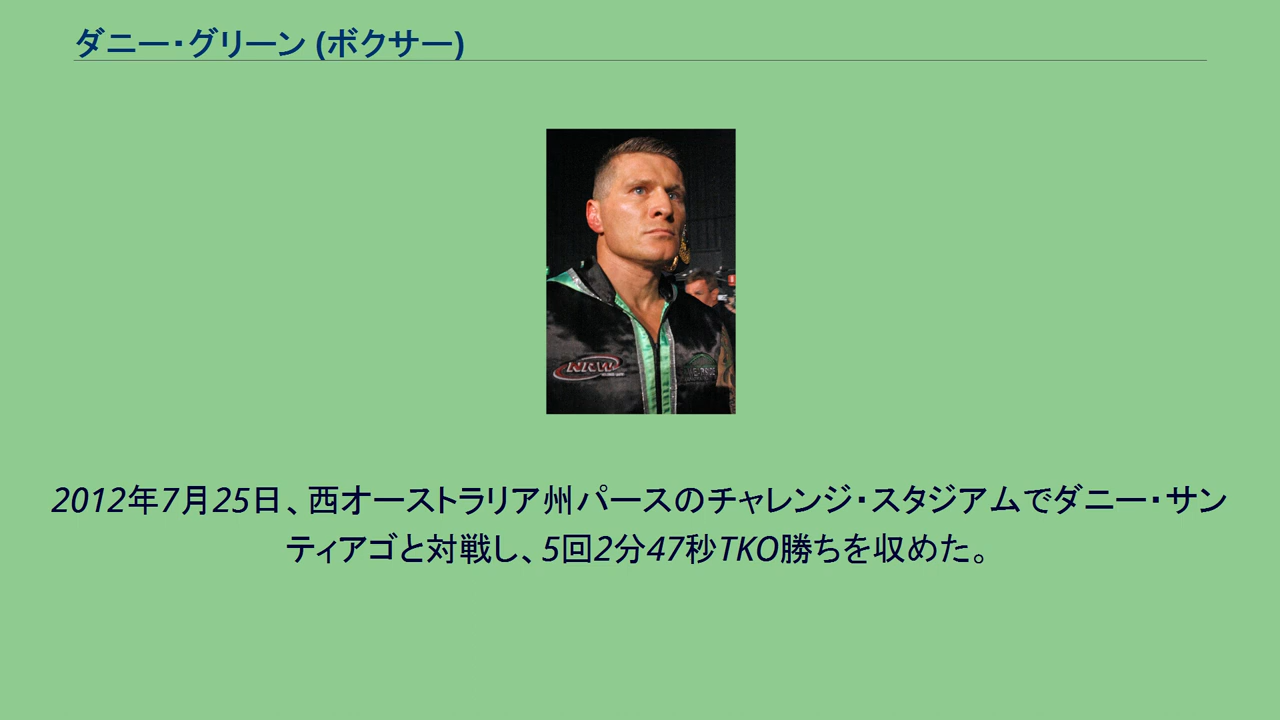 ダニー・グリーン (ボクサー)
NRW
2012年7月25日、西オーストラリア州パースのチャレンジ・スタジアムでダニー・サン
ティアゴと対戦し、5回2分47秒TKO勝ちを収めた。